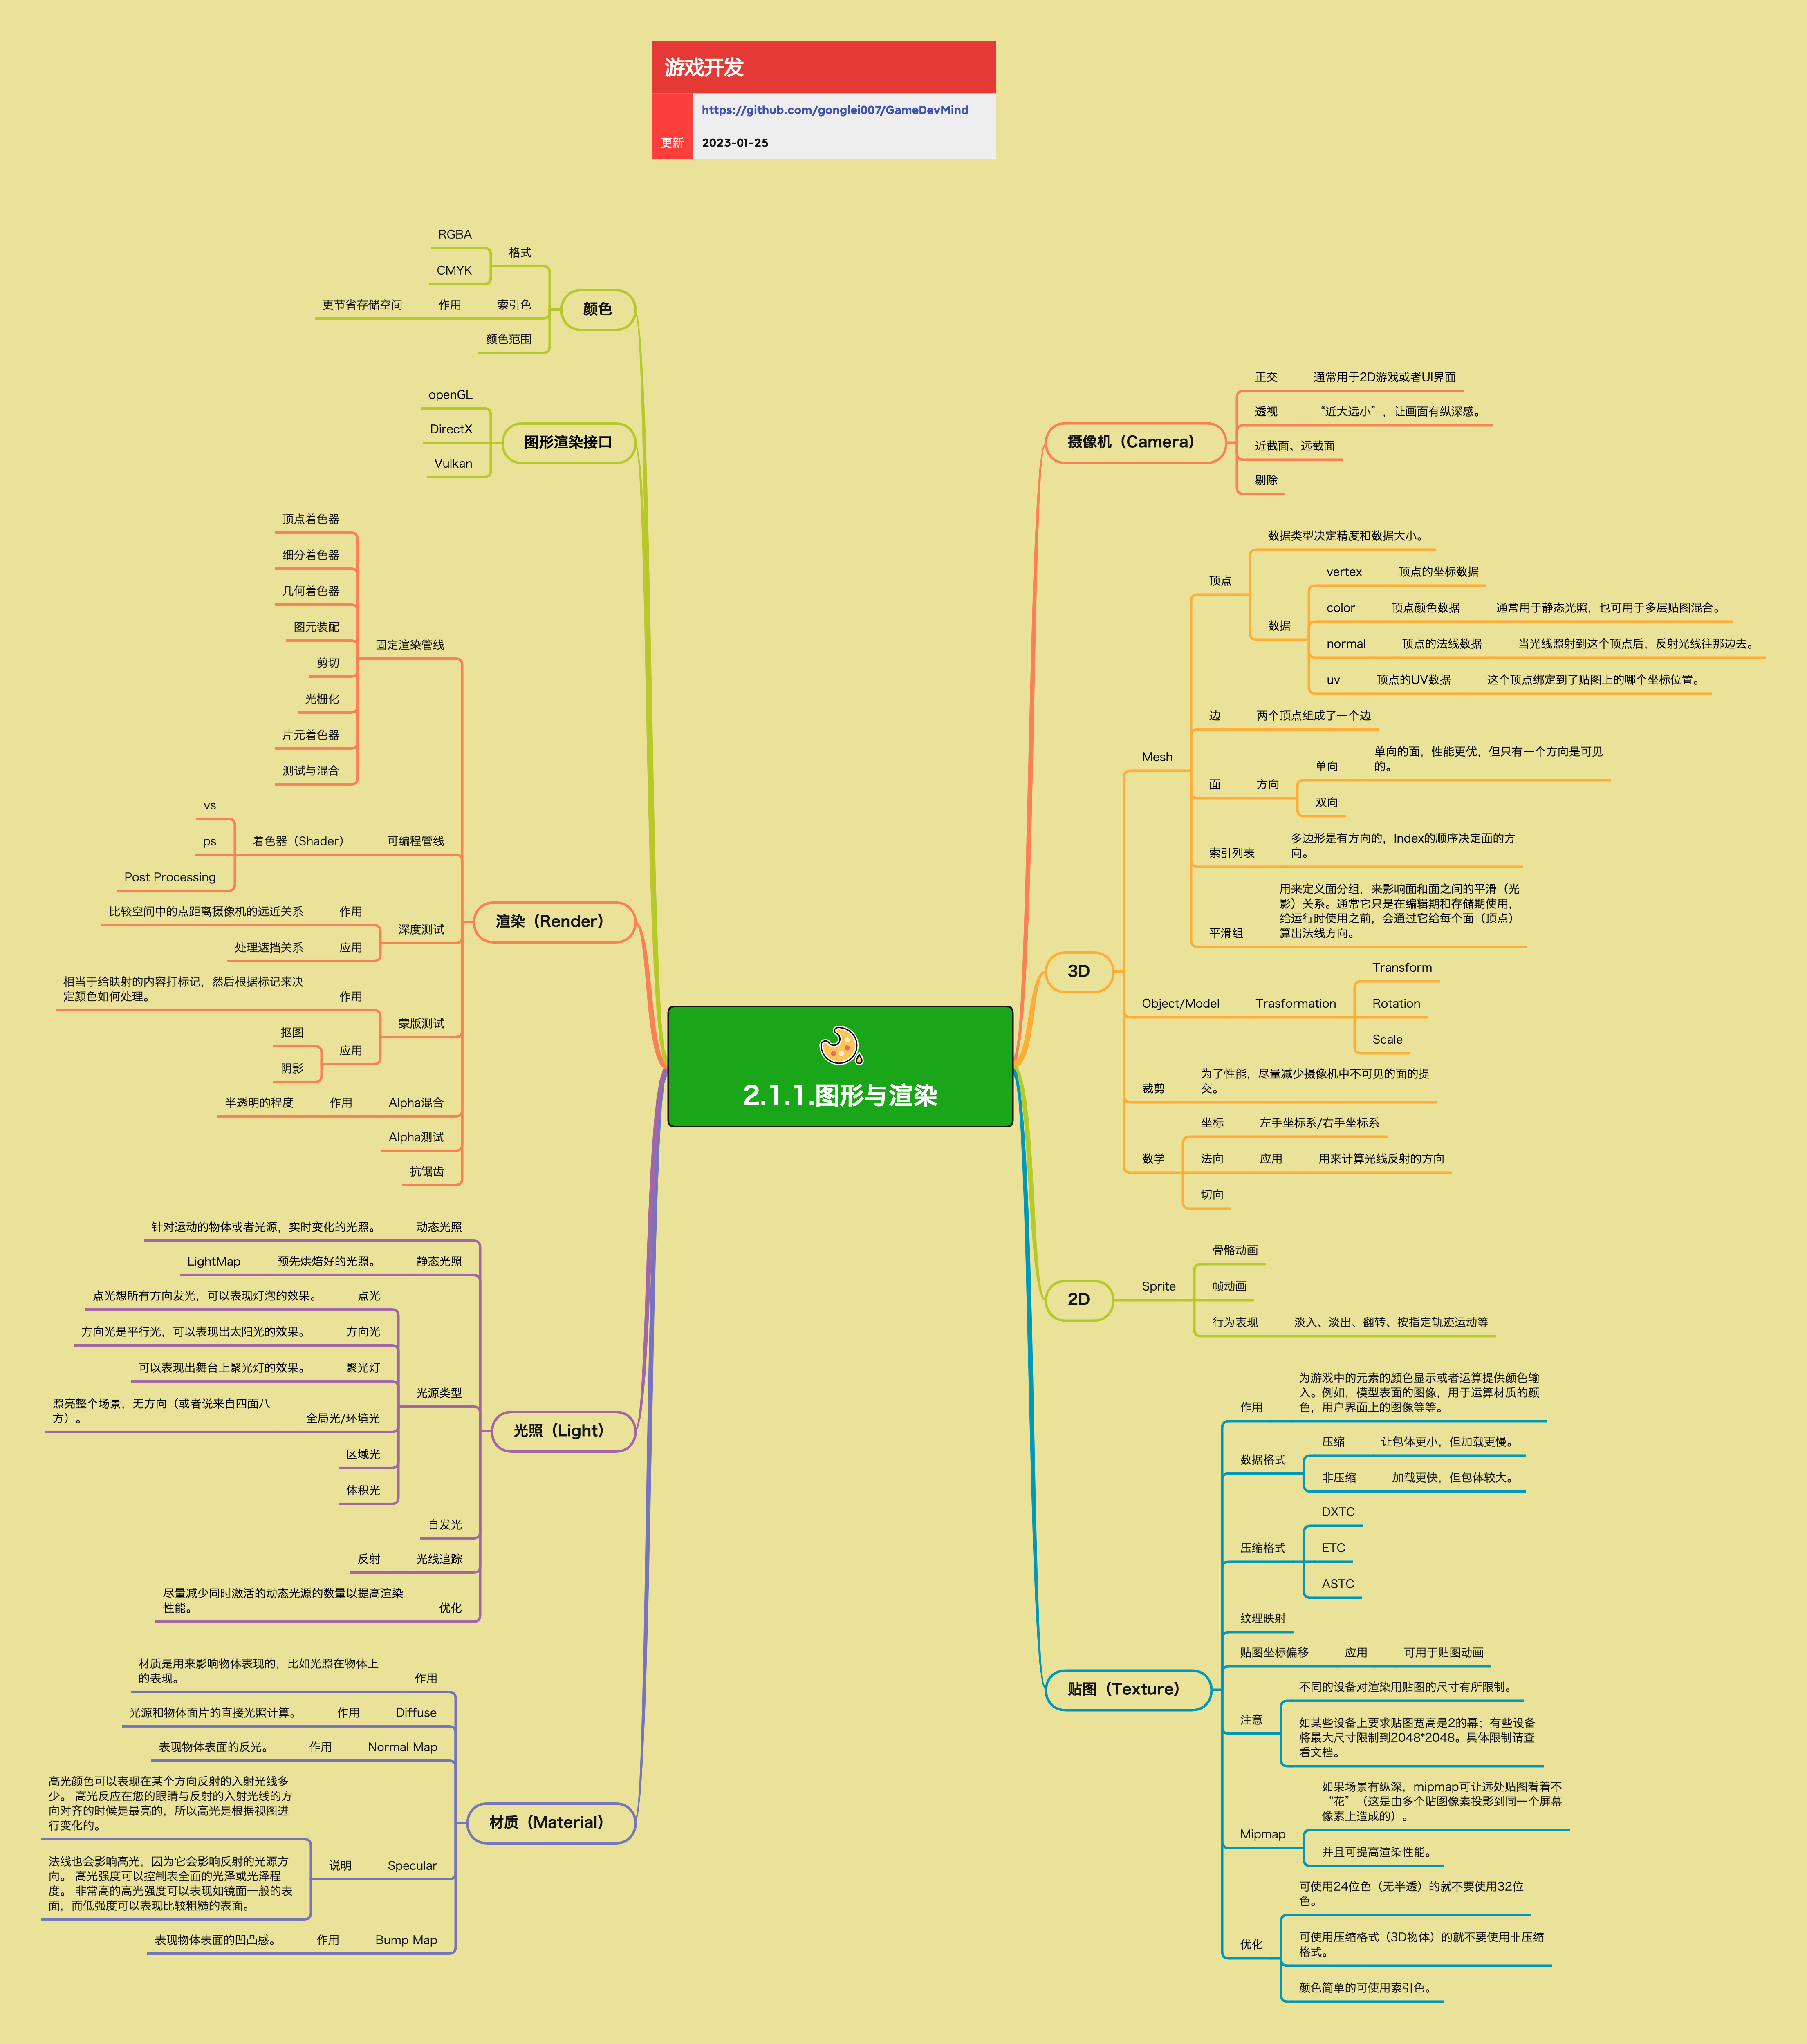 游戏开发
https://github.com/gonglei007/GameDevMind
更新 2023-01-25
2.1.1.图形与渲染
颜色
格式
RGBA
CMYK
索引色
作用
更节省存储空间
颜色范围
图形渲染接口
openGL
DirectX
Vulkan
渲染（Render）
固定渲染管线
顶点着色器
细分着色器
几何着色器
图元装配
剪切
光栅化
片元着色器
测试与混合
可编程管线
着色器（Shader）
vs
ps
Post Processing
深度测试
作用
比较空间中的点距离摄像机的远近关系
应用
处理遮挡关系
蒙版测试
作用
相当于给映射的内容打标记，然后根据标记来决
定颜色如何处理。
应用
抠图
阴影
Alpha混合
作用
半透明的程度
Alpha测试
抗锯齿
光照（Light）
动态光照
针对运动的物体或者光源，实时变化的光照。
静态光照
预先烘焙好的光照。
LightMap
光源类型
点光
点光想所有方向发光，可以表现灯泡的效果。
方向光
方向光是平行光，可以表现出太阳光的效果。
聚光灯
可以表现出舞台上聚光灯的效果。
全局光/环境光
照亮整个场景，无方向（或者说来自四面八
方）。
区域光
体积光
自发光
光线追踪
反射
优化
尽量减少同时激活的动态光源的数量以提高渲染
性能。
材质（Material）
作用
材质是用来影响物体表现的，比如光照在物体上
的表现。
Diffuse
作用
光源和物体面片的直接光照计算。
Normal Map
作用
表现物体表面的反光。
Specular
说明
高光颜色可以表现在某个方向反射的入射光线多
少。 高光反应在您的眼睛与反射的入射光线的方
向对齐的时候是最亮的，所以高光是根据视图进
行变化的。
法线也会影响高光，因为它会影响反射的光源方
向。 高光强度可以控制表全面的光泽或光泽程
度。 非常高的高光强度可以表现如镜面一般的表
面，而低强度可以表现比较粗糙的表面。
Bump Map
作用
表现物体表面的凹凸感。
摄像机（Camera）
正交
通常用于2D游戏或者UI界面
透视
“近大远小”，让画面有纵深感。
近截面、远截面
剔除
3D
Mesh
顶点
数据类型决定精度和数据大小。
数据
vertex
顶点的坐标数据
color
顶点颜色数据
通常用于静态光照，也可用于多层贴图混合。
normal
顶点的法线数据
当光线照射到这个顶点后，反射光线往那边去。
uv
顶点的UV数据
这个顶点绑定到了贴图上的哪个坐标位置。
边
两个顶点组成了一个边
面
方向
单向
单向的面，性能更优，但只有一个方向是可见
的。
双向
索引列表
多边形是有方向的，Index的顺序决定面的方
向。
平滑组
用来定义面分组，来影响面和面之间的平滑（光
影）关系。通常它只是在编辑期和存储期使用，
给运行时使用之前，会通过它给每个面（顶点）
算出法线方向。
Object/Model
Trasformation
Transform
Rotation
Scale
裁剪
为了性能，尽量减少摄像机中不可见的面的提
交。
数学
坐标
左手坐标系/右手坐标系
法向
应用
用来计算光线反射的方向
切向
2D
Sprite
骨骼动画
帧动画
行为表现
淡入、淡出、翻转、按指定轨迹运动等
贴图（Texture）
作用
为游戏中的元素的颜色显示或者运算提供颜色输
入。例如，模型表面的图像，用于运算材质的颜
色，用户界面上的图像等等。
数据格式
压缩
让包体更小，但加载更慢。
非压缩
加载更快，但包体较大。
压缩格式
DXTC
ETC
ASTC
纹理映射
贴图坐标偏移
应用
可用于贴图动画
注意
不同的设备对渲染用贴图的尺寸有所限制。
如某些设备上要求贴图宽高是2的幂；有些设备
将最大尺寸限制到2048*2048。具体限制请查
看文档。
Mipmap
如果场景有纵深，mipmap可让远处贴图看着不
“花”（这是由多个贴图像素投影到同一个屏幕
像素上造成的）。
并且可提高渲染性能。
优化
可使用24位色（无半透）的就不要使用32位
色。
可使用压缩格式（3D物体）的就不要使用非压缩
格式。
颜色简单的可使用索引色。